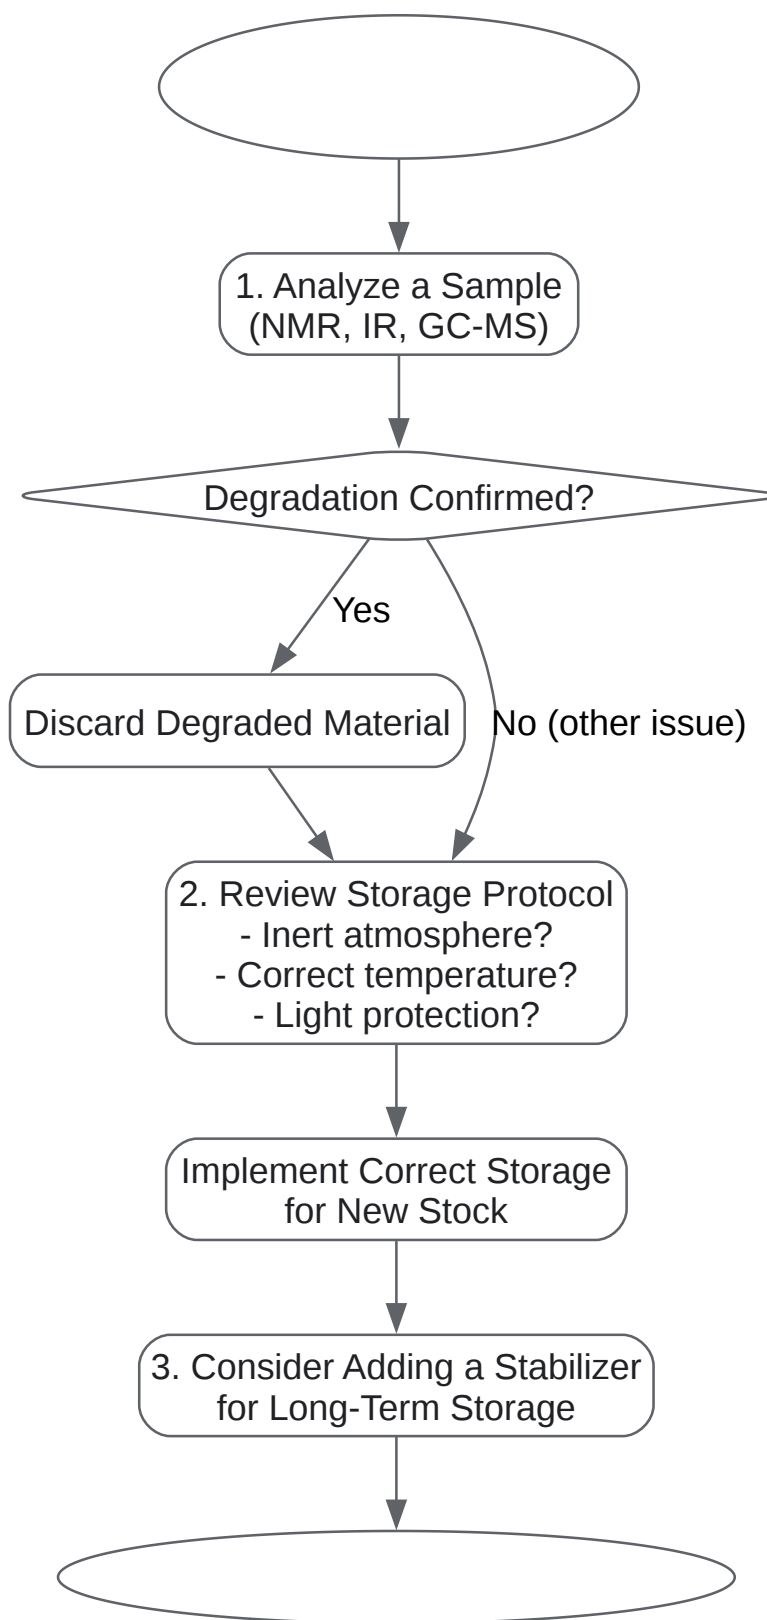 1. Analyze a Sample
(NMR, IR, GC-MS)
Degradation Confirmed?
Yes
Discard Degraded Material
No (other issue)
2. Review Storage Protocol
- Inert atmosphere?
- Correct temperature?
- Light protection?
Implement Correct Storage
for New Stock
3. Consider Adding a Stabilizer
for Long-Term Storage